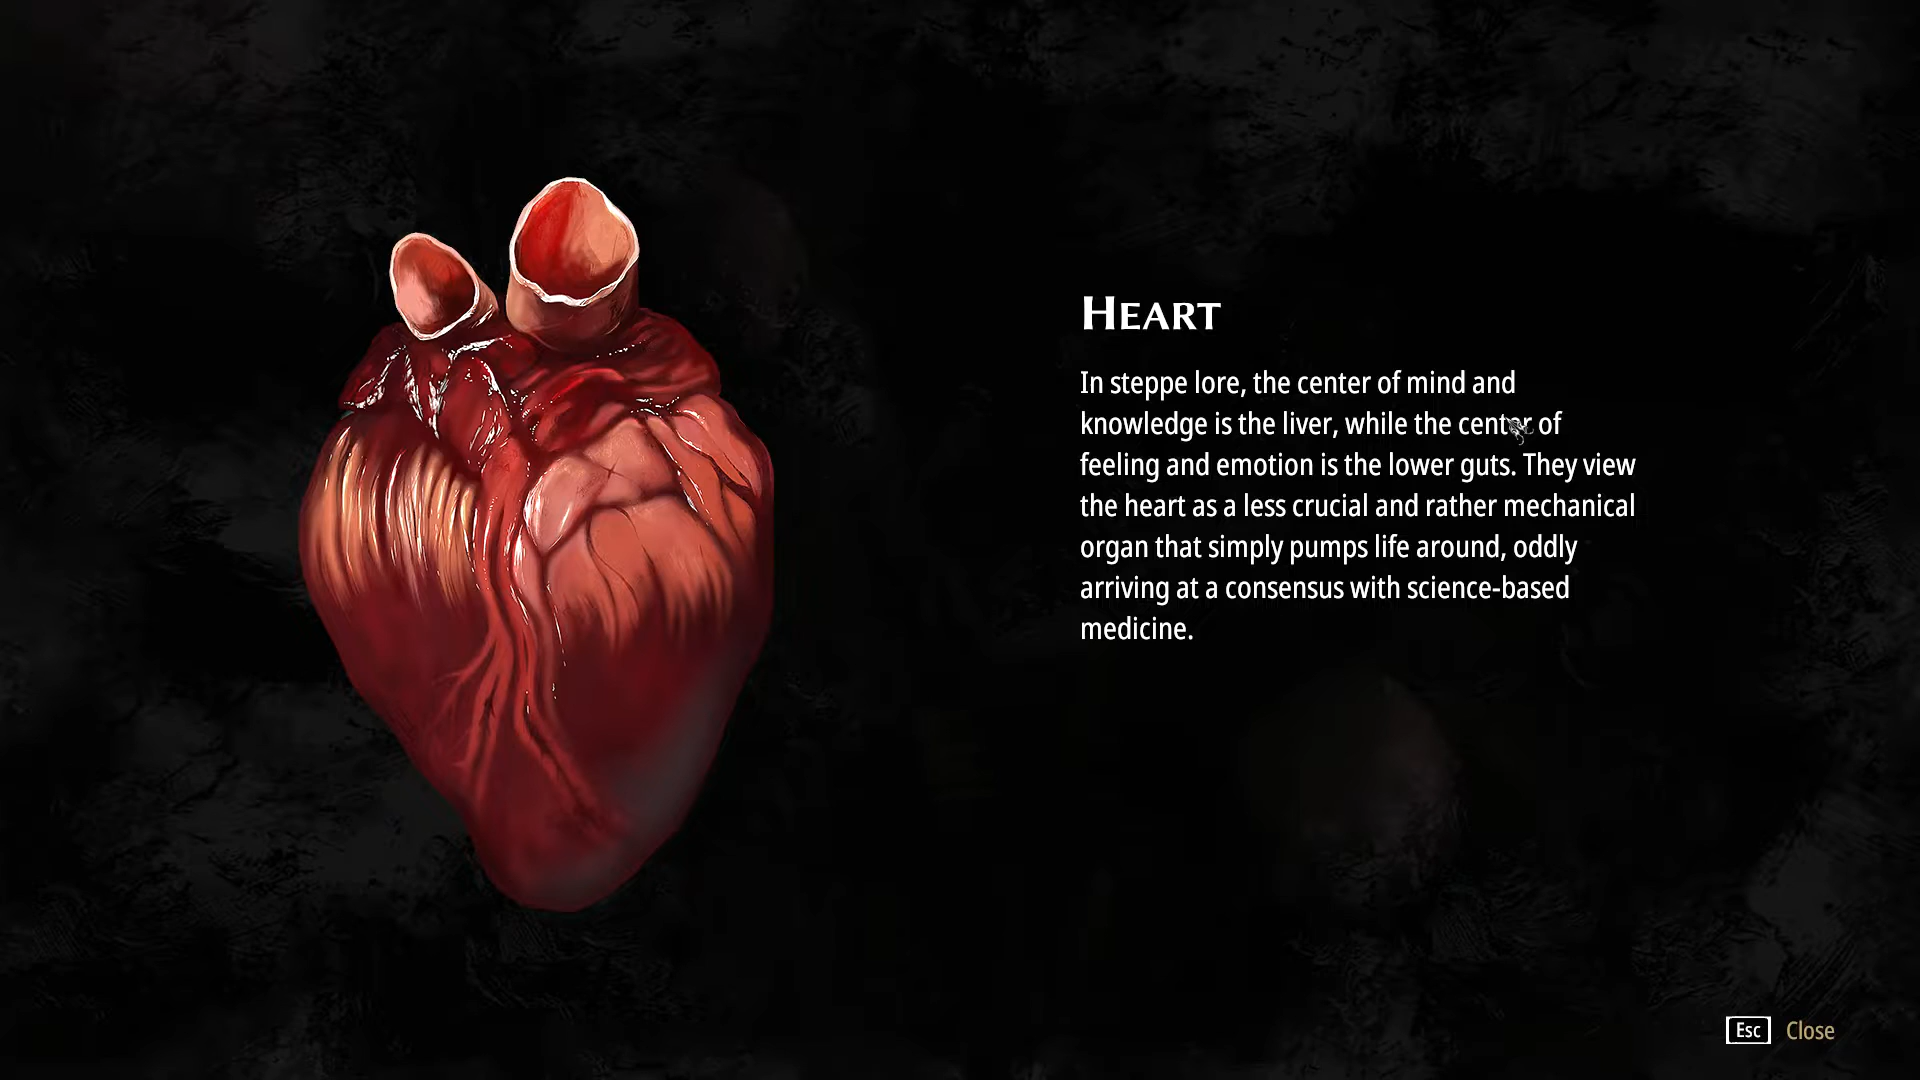 Heart
In steppe lore, the center of mind and
knowledge is the liver, while the center of
feeling and emotion is the lower guts. They view
the heart as a less crucial and rather mechanical
organ that simply pumps life around, oddly
arriving at a consensus with science-based
medicine.
Esc Close